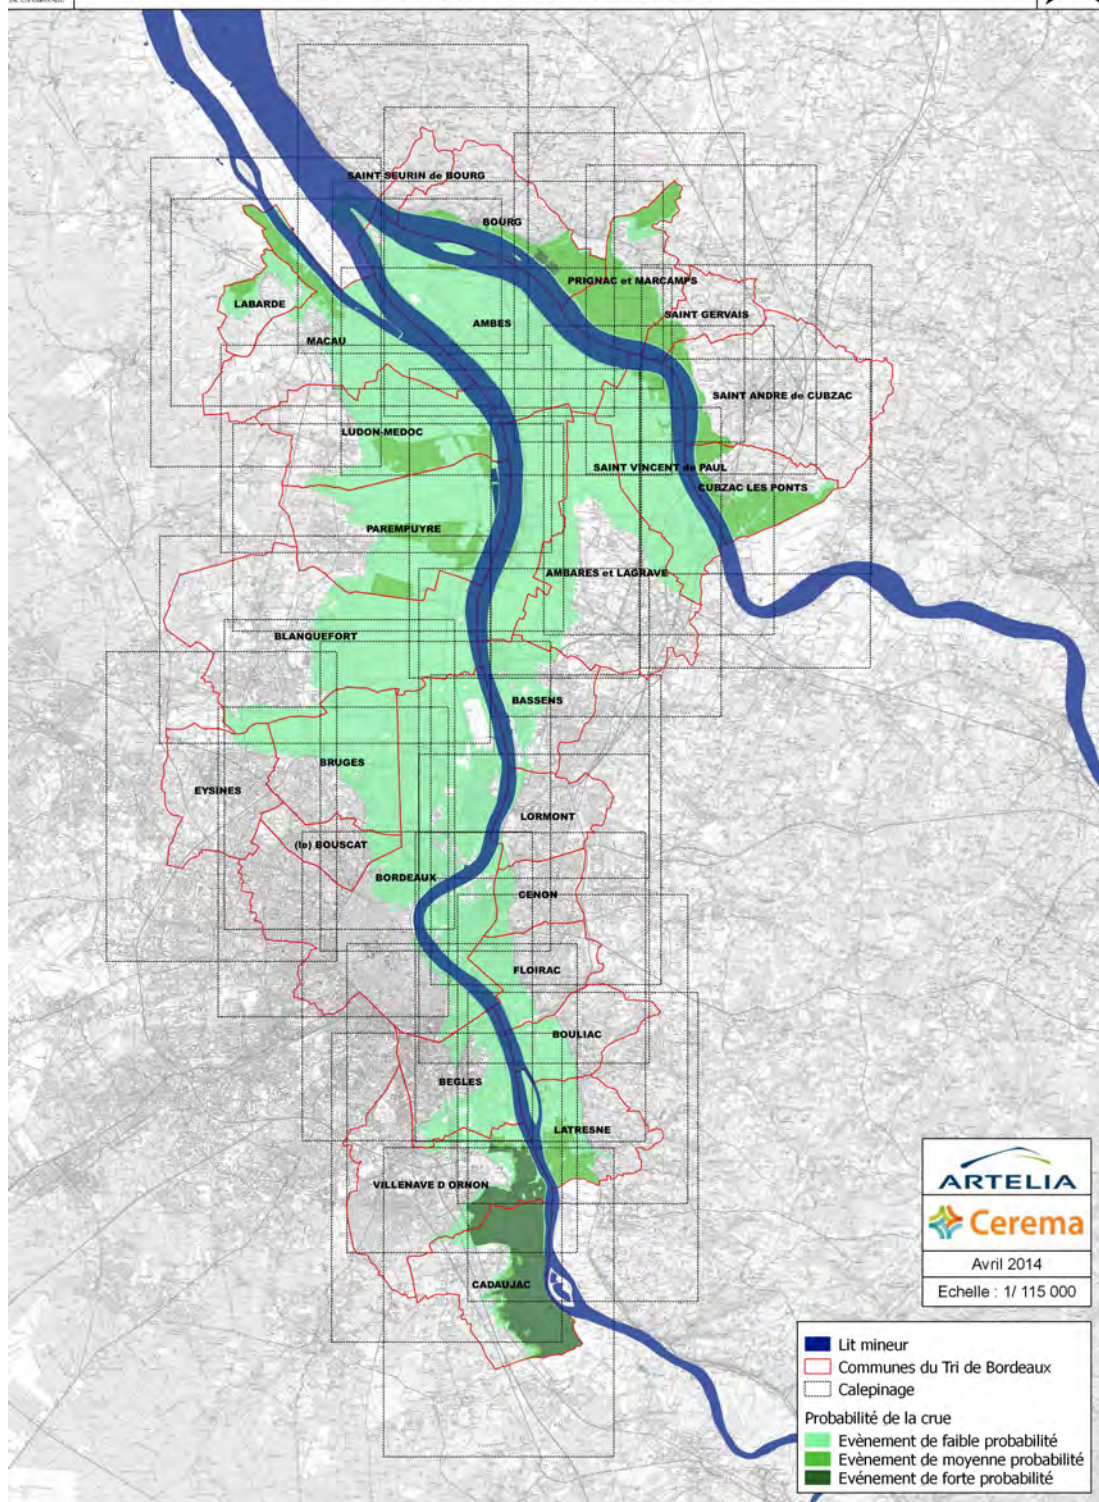 SAINT SEURIN de BOURG
BOURG
PRIGNAC et MARCAMPS
LABARDE
SAINT GERVAIS
AMBES
MACAU
SAINT ANDRE de CUBZAC
LUDON-MEDOC
SAINT VINCENT de PAUL
CUBZAC LES PONTS
PAREMPUYRE
AMBARES et LAGRAVE
BLANQUEFORT
BASSENS
BRUGES
EYSINES
LORMONT
(le) BOUSCAT
BORDEAUX
CENON
FLOIRAC
BOULIAC
BEGLES
LATRESNE
VILLENAVE D ORNON
CADAUJAC
ARTELIA
Cerema
Avril 2014
Echelle : 1/ 115 000
Lit mineur
Communes du Tri de Bordeaux
Calepinage
Probabilité de la crue
Evènement de faible probabilité
Evènement de moyenne probabilité
Evénement de forte probabilité